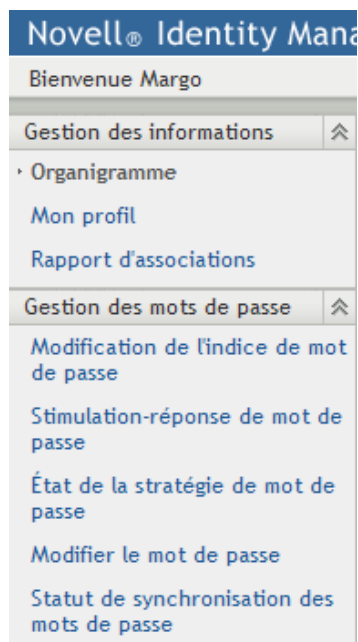 Novell® Identity Mana
Bienvenue Margo
Gestion des informations
Organigramme
Mon profil
Rapport d'associations
Gestion des mots de passe
Modification de l'indice de mot
de passe
Stimulation-réponse de mot de
passe
État de la stratégie de mot de
passe
Modifier le mot de passe
Statut de synchronisation des
mots de passe